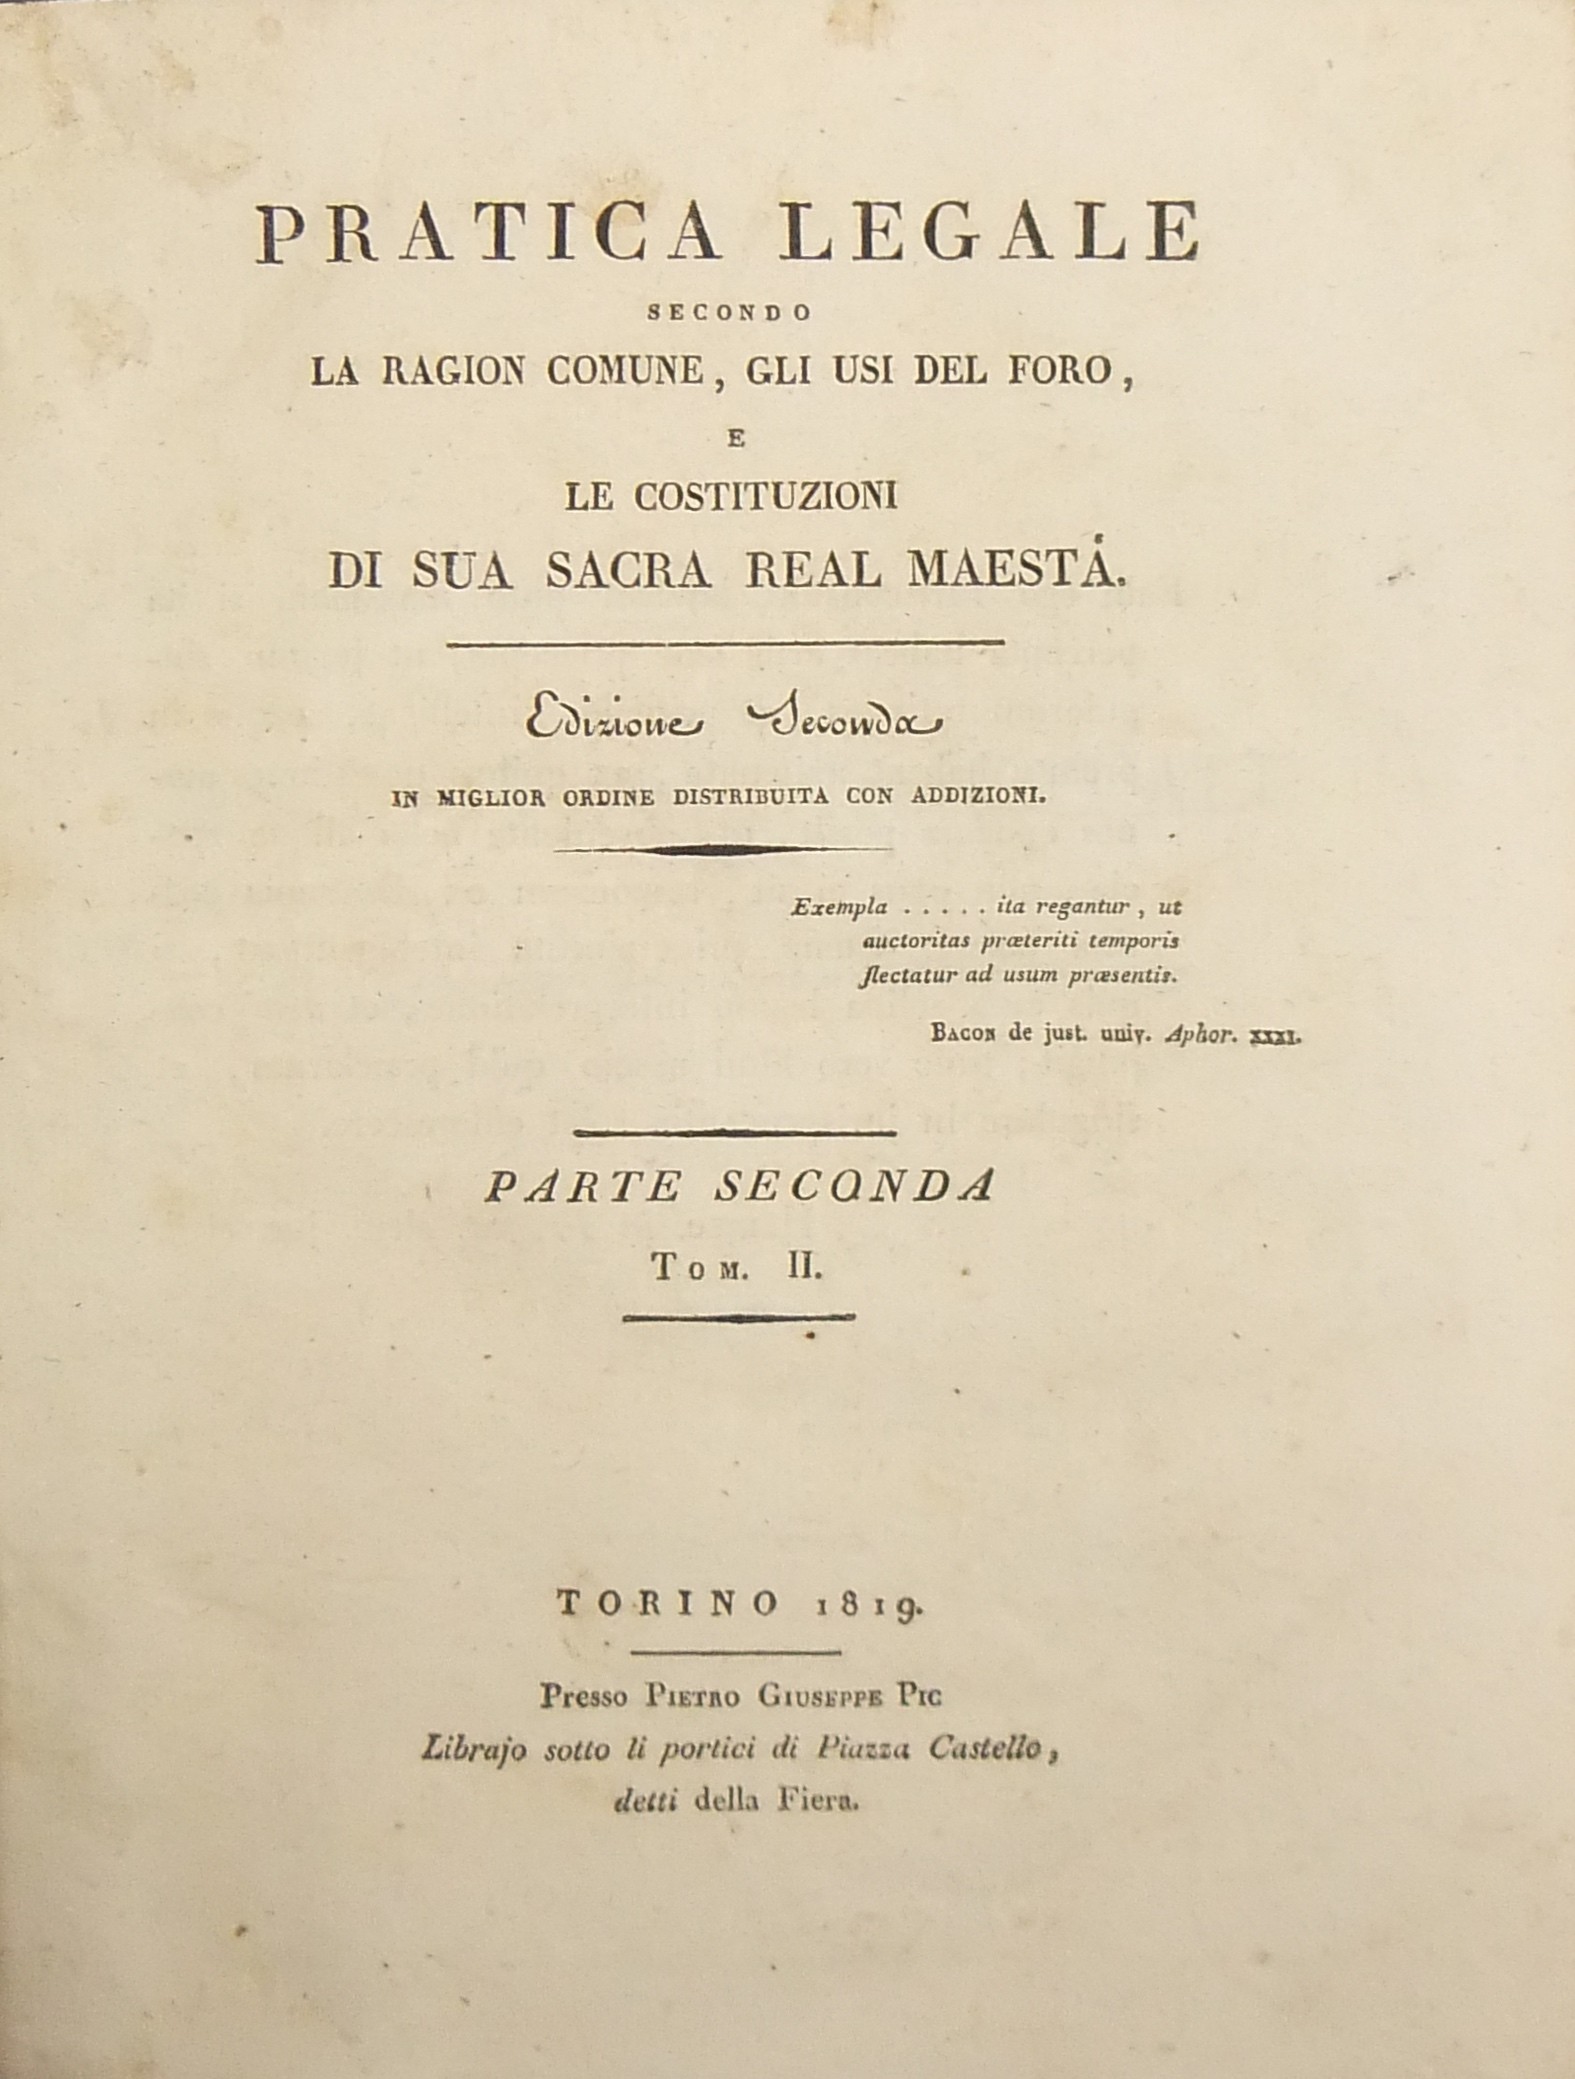 PRATICA LEGALE
SECONDO
LA RAGION COMUNE, GLI USI DEL FORO,
E
LE COSTITUZIONI
DI SUA SACRA REAL MAESTÁ.
Edizione Seconda
IN MIGLIOR ORDINE DISTRIBUITA CON ADDIZIONI.
Exempla . . . . . ita regantur, ut
auctoritas præteriti temporis
flectatur ad usum præsentis.
BACON de just. univ. Aphor. XXXI.
PARTE SECONDA
TOM. II.
TORINO 1819.
Presso PIETRO GIUSEPPE PIC
Librajo sotto li portici di Piazza Castello,
detti della Fiera.